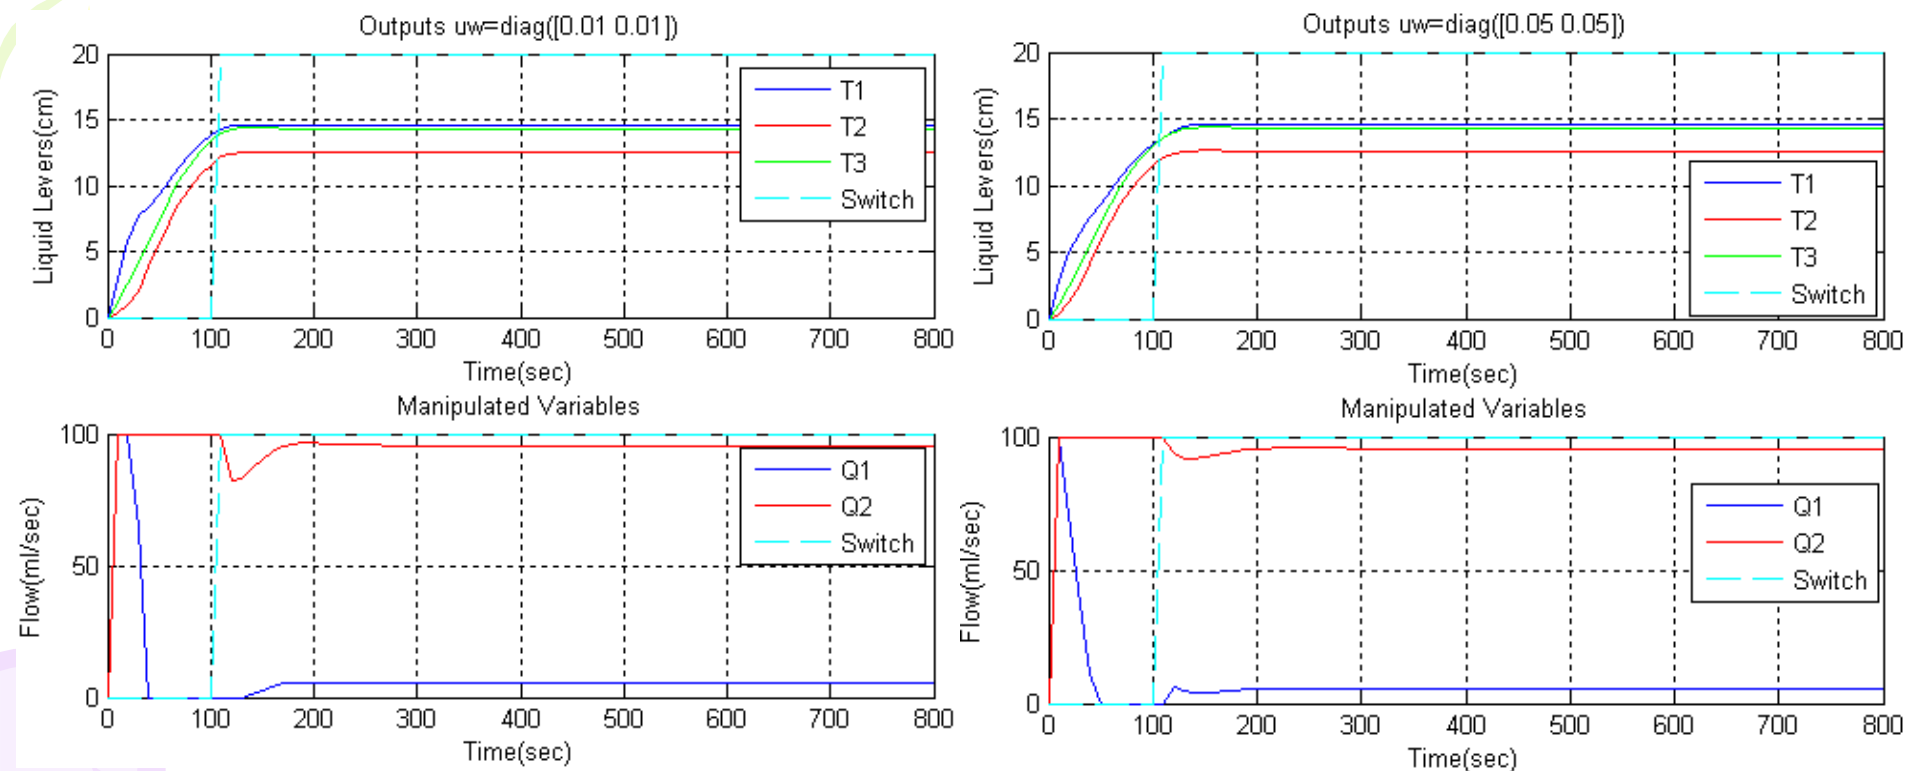 Outputs uw=diag([0.01 0.01])
20
15
10
5
0
Liquid Levers(cm)
T1
T2
T3
Switch
0 100 200 300 400 500 600 700 800
Time(sec)
Manipulated Variables
100
50
0
Flow(ml/sec)
Q1
Q2
Switch
0 100 200 300 400 500 600 700 800
Time(sec)
Outputs uw=diag([0.05 0.05])
20
15
10
5
0
Liquid Levers(cm)
T1
T2
T3
Switch
0 100 200 300 400 500 600 700 800
Time(sec)
Manipulated Variables
100
50
0
Flow(ml/sec)
Q1
Q2
Switch
0 100 200 300 400 500 600 700 800
Time(sec)